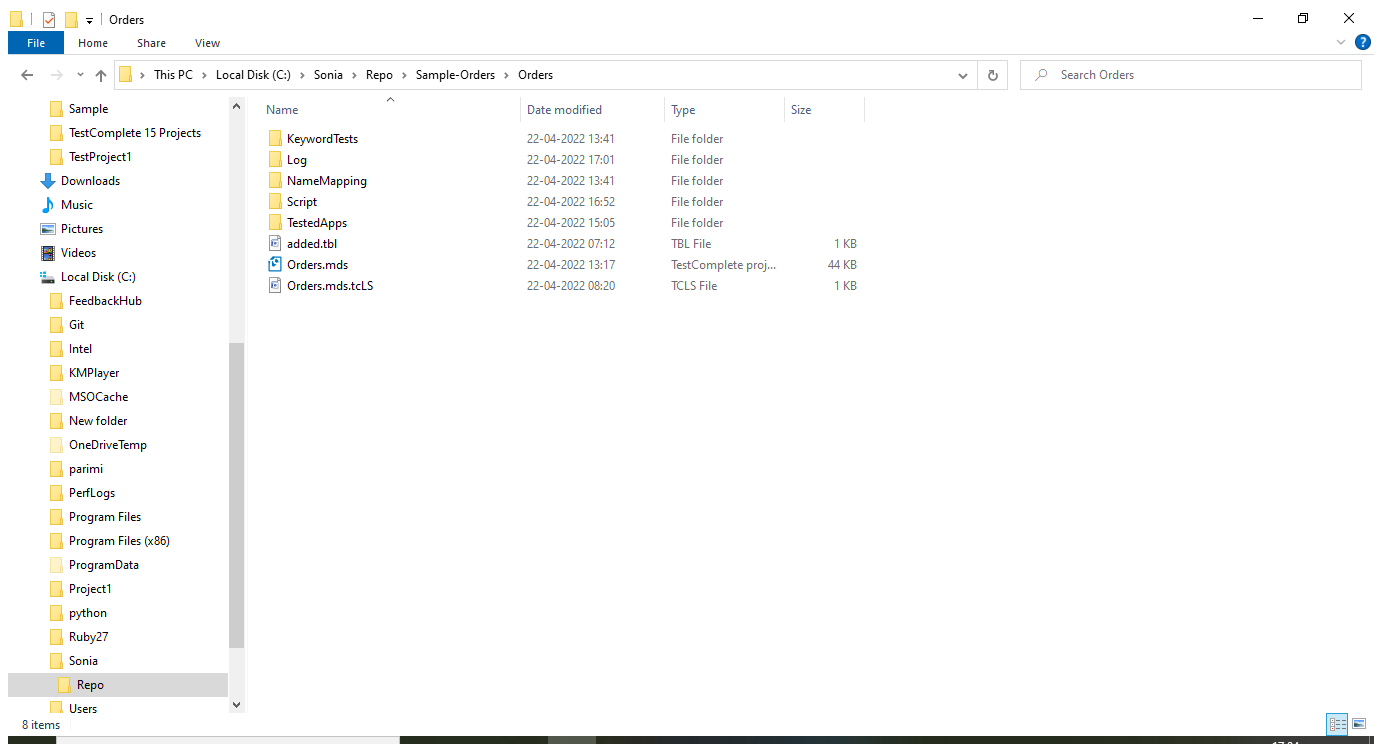 Orders
File Home Share View
This PC Local Disk (C:) Sonia Repo Sample-Orders Orders
Search Orders
Sample
TestComplete 15 Projects
TestProject1
Downloads
Music
Pictures
Videos
Local Disk (C:)
FeedbackHub
Git
Intel
KMPlayer
MSOCache
New folder
OneDriveTemp
parimi
PerfLogs
Program Files
Program Files (x86)
ProgramData
Project1
python
Ruby27
Sonia
Repo
Users
Name Date modified Type Size
KeywordTests 22-04-2022 13:41 File folder
Log 22-04-2022 17:01 File folder
NameMapping 22-04-2022 13:41 File folder
Script 22-04-2022 16:52 File folder
TestedApps 22-04-2022 15:05 File folder
added.tbl 22-04-2022 07:12 TBL File 1 KB
Orders.mds 22-04-2022 13:17 TestComplete proj... 44 KB
Orders.mds.tcLS 22-04-2022 08:20 TCLS File 1 KB
8 items